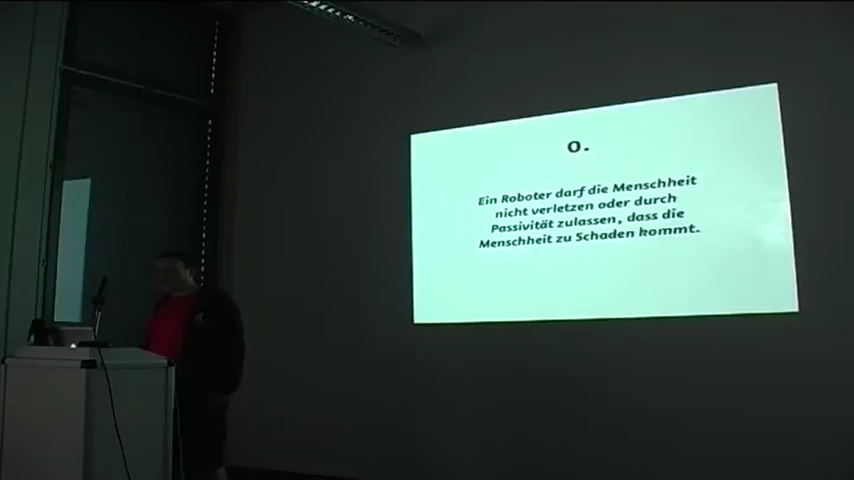 0.
Ein Roboter darf die Menschheit
nicht verletzen oder durch
Passivität zulassen, dass die
Menschheit zu Schaden kommt.